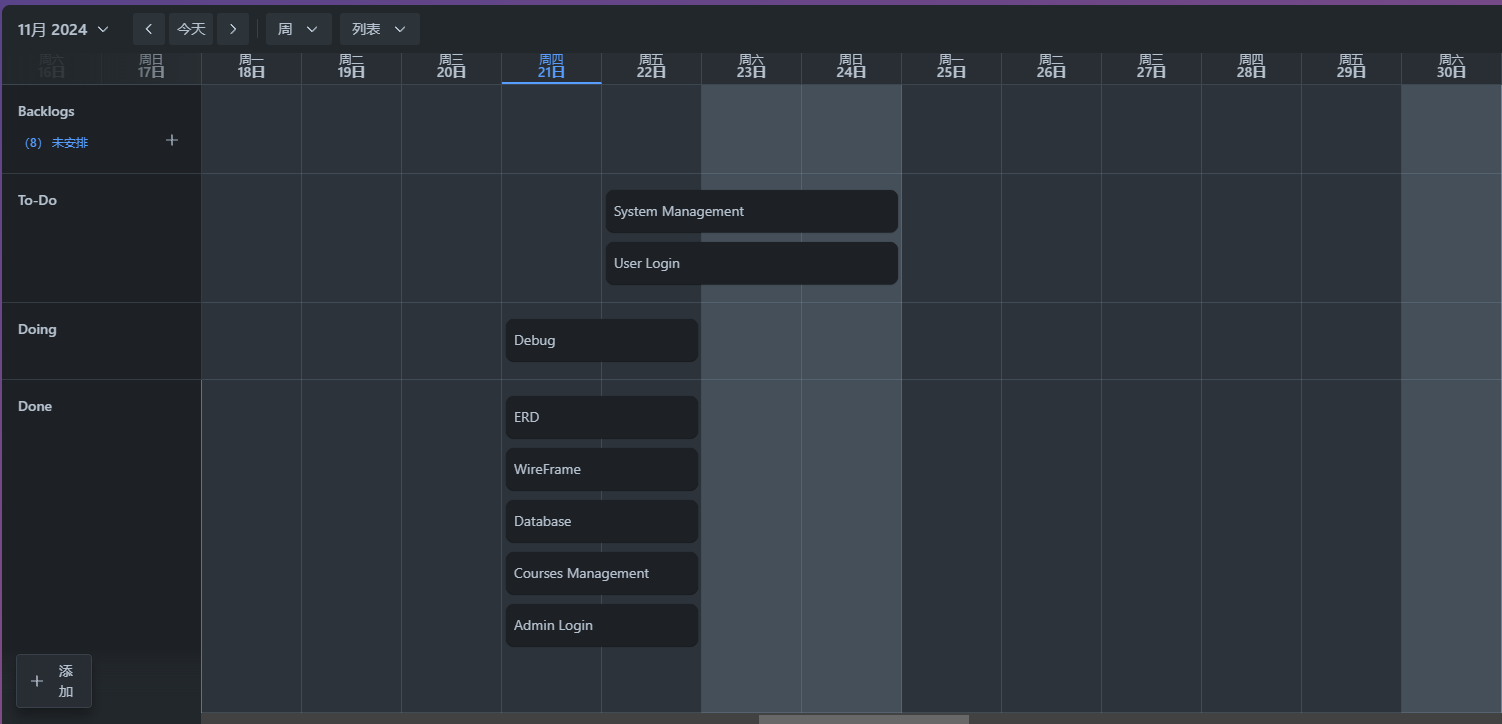 11月 2024 今天 周 列表
周六 周日 周一 周二 周三 周四 周五 周六 周日 周一 周二 周三 周四 周五 周六
16日 17日 18日 19日 20日 21日 22日 23日 24日 25日 26日 27日 28日 29日 30日
Backlogs
（8） 未安排
To-Do
System Management
User Login
Doing
Debug
Done
ERD
WireFrame
Database
Courses Management
Admin Login
添
加